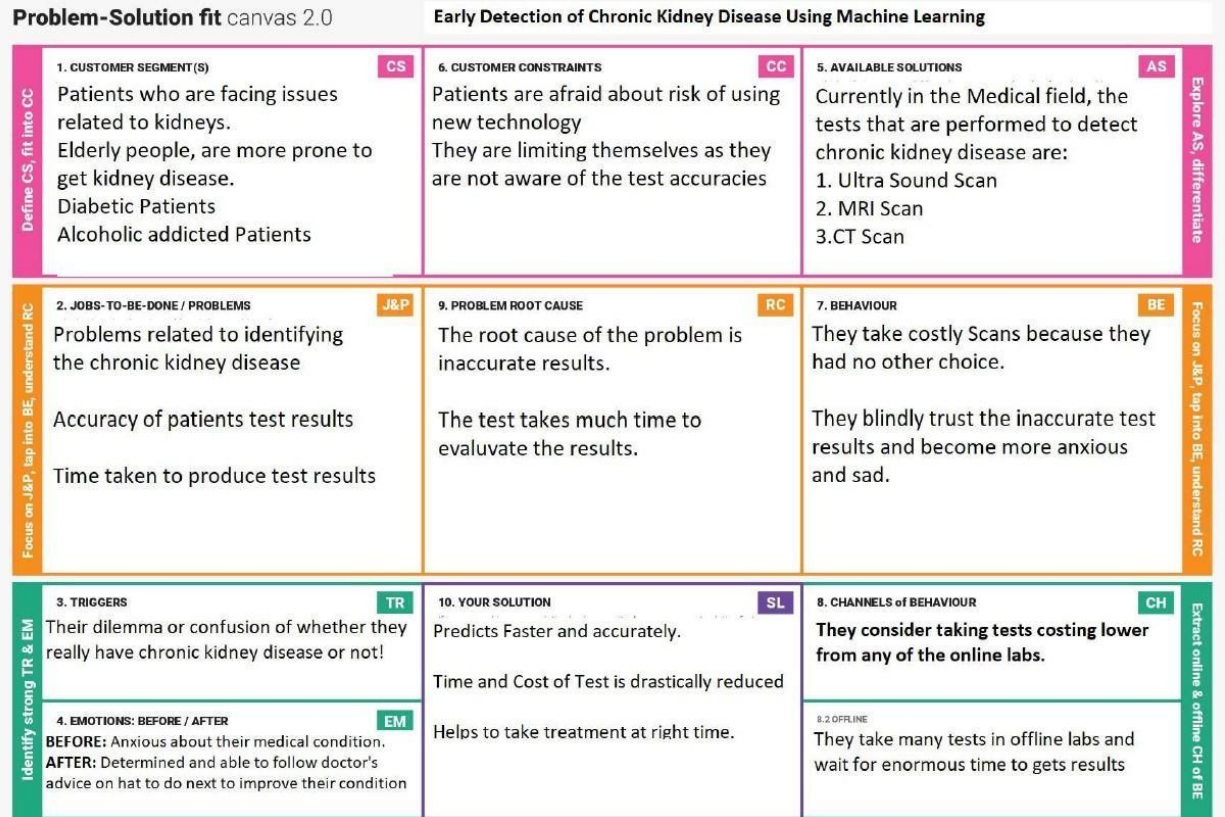 Problem-Solution fit canvas 2.0
Early Detection of Chronic Kidney Disease Using Machine Learning
Define CS, fit into CC
1. CUSTOMER SEGMENT(S)
CS
Patients who are facing issues
related to kidneys.
Elderly people, are more prone to
get kidney disease.
Diabetic Patients
Alcoholic addicted Patients
6. CUSTOMER CONSTRAINTS
CC
Patients are afraid about risk of using
new technology
They are limiting themselves as they
are not aware of the test accuracies
5. AVAILABLE SOLUTIONS
AS
Currently in the Medical field, the
tests that are performed to detect
chronic kidney disease are:
1. Ultra Sound Scan
2. MRI Scan
3.CT Scan
Explore AS, differentiate
Focus on J&P, tap into BE, understand RC
2. JOBS-TO-BE-DONE / PROBLEMS
J&P
Problems related to identifying
the chronic kidney disease
Accuracy of patients test results
Time taken to produce test results
9. PROBLEM ROOT CAUSE
RC
The root cause of the problem is
inaccurate results.
The test takes much time to
evaluvate the results.
7. BEHAVIOUR
BE
They take costly Scans because they
had no other choice.
They blindly trust the inaccurate test
results and become more anxious
and sad.
Focus on J&P, tap into BE, understand RC
Identify strong TR & EM
3. TRIGGERS
TR
Their dilemma or confusion of whether they
really have chronic kidney disease or not!
4. EMOTIONS: BEFORE / AFTER
EM
BEFORE: Anxious about their medical condition.
AFTER: Determined and able to follow doctor's
advice on hat to do next to improve their condition
10. YOUR SOLUTION
SL
Predicts Faster and accurately.
Time and Cost of Test is drastically reduced
Helps to take treatment at right time.
8. CHANNELS of BEHAVIOUR
CH
They consider taking tests costing lower
from any of the online labs.
8.2 OFFLINE
They take many tests in offline labs and
wait for enormous time to gets results
Extract online & offline CH of BE